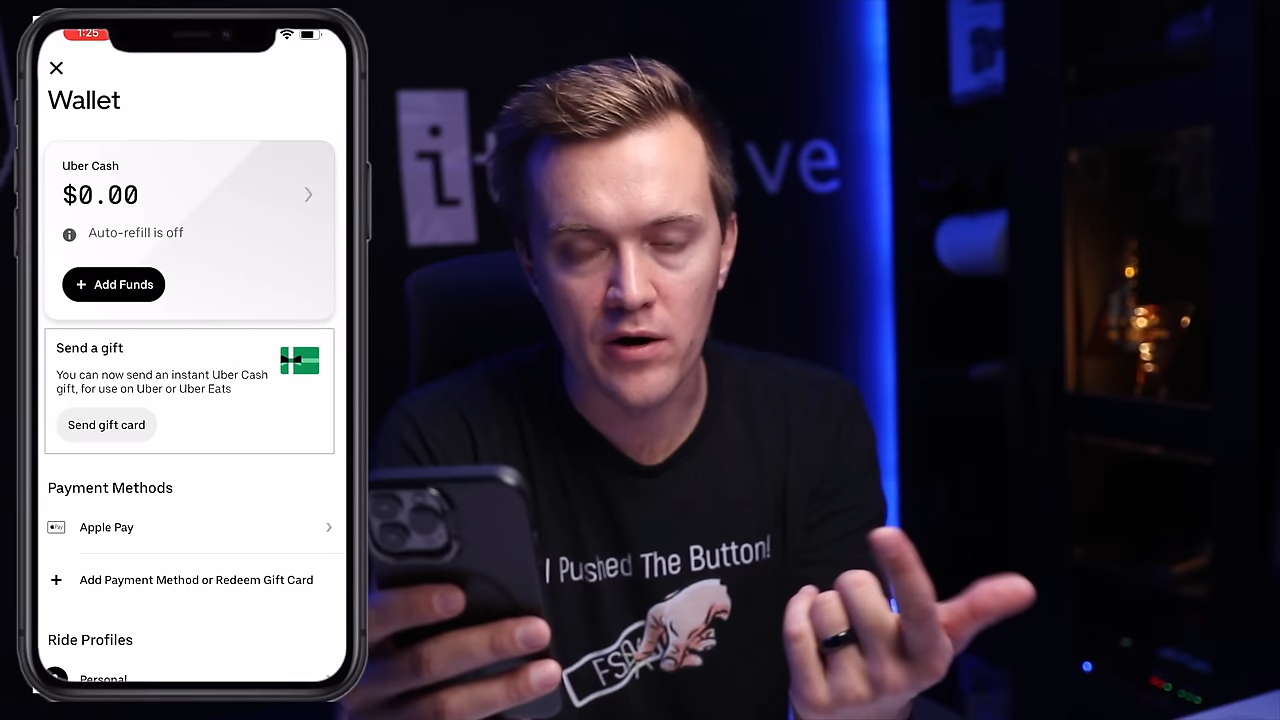 1:25
Wallet
Uber Cash
$0.00
Auto-refill is off
+ Add Funds
Send a gift
You can now send an instant Uber Cash
gift, for use on Uber or Uber Eats
Send gift card
Payment Methods
Pay
Apple Pay
+ Add Payment Method or Redeem Gift Card
Ride Profiles
Personal
I Pushed The Button!